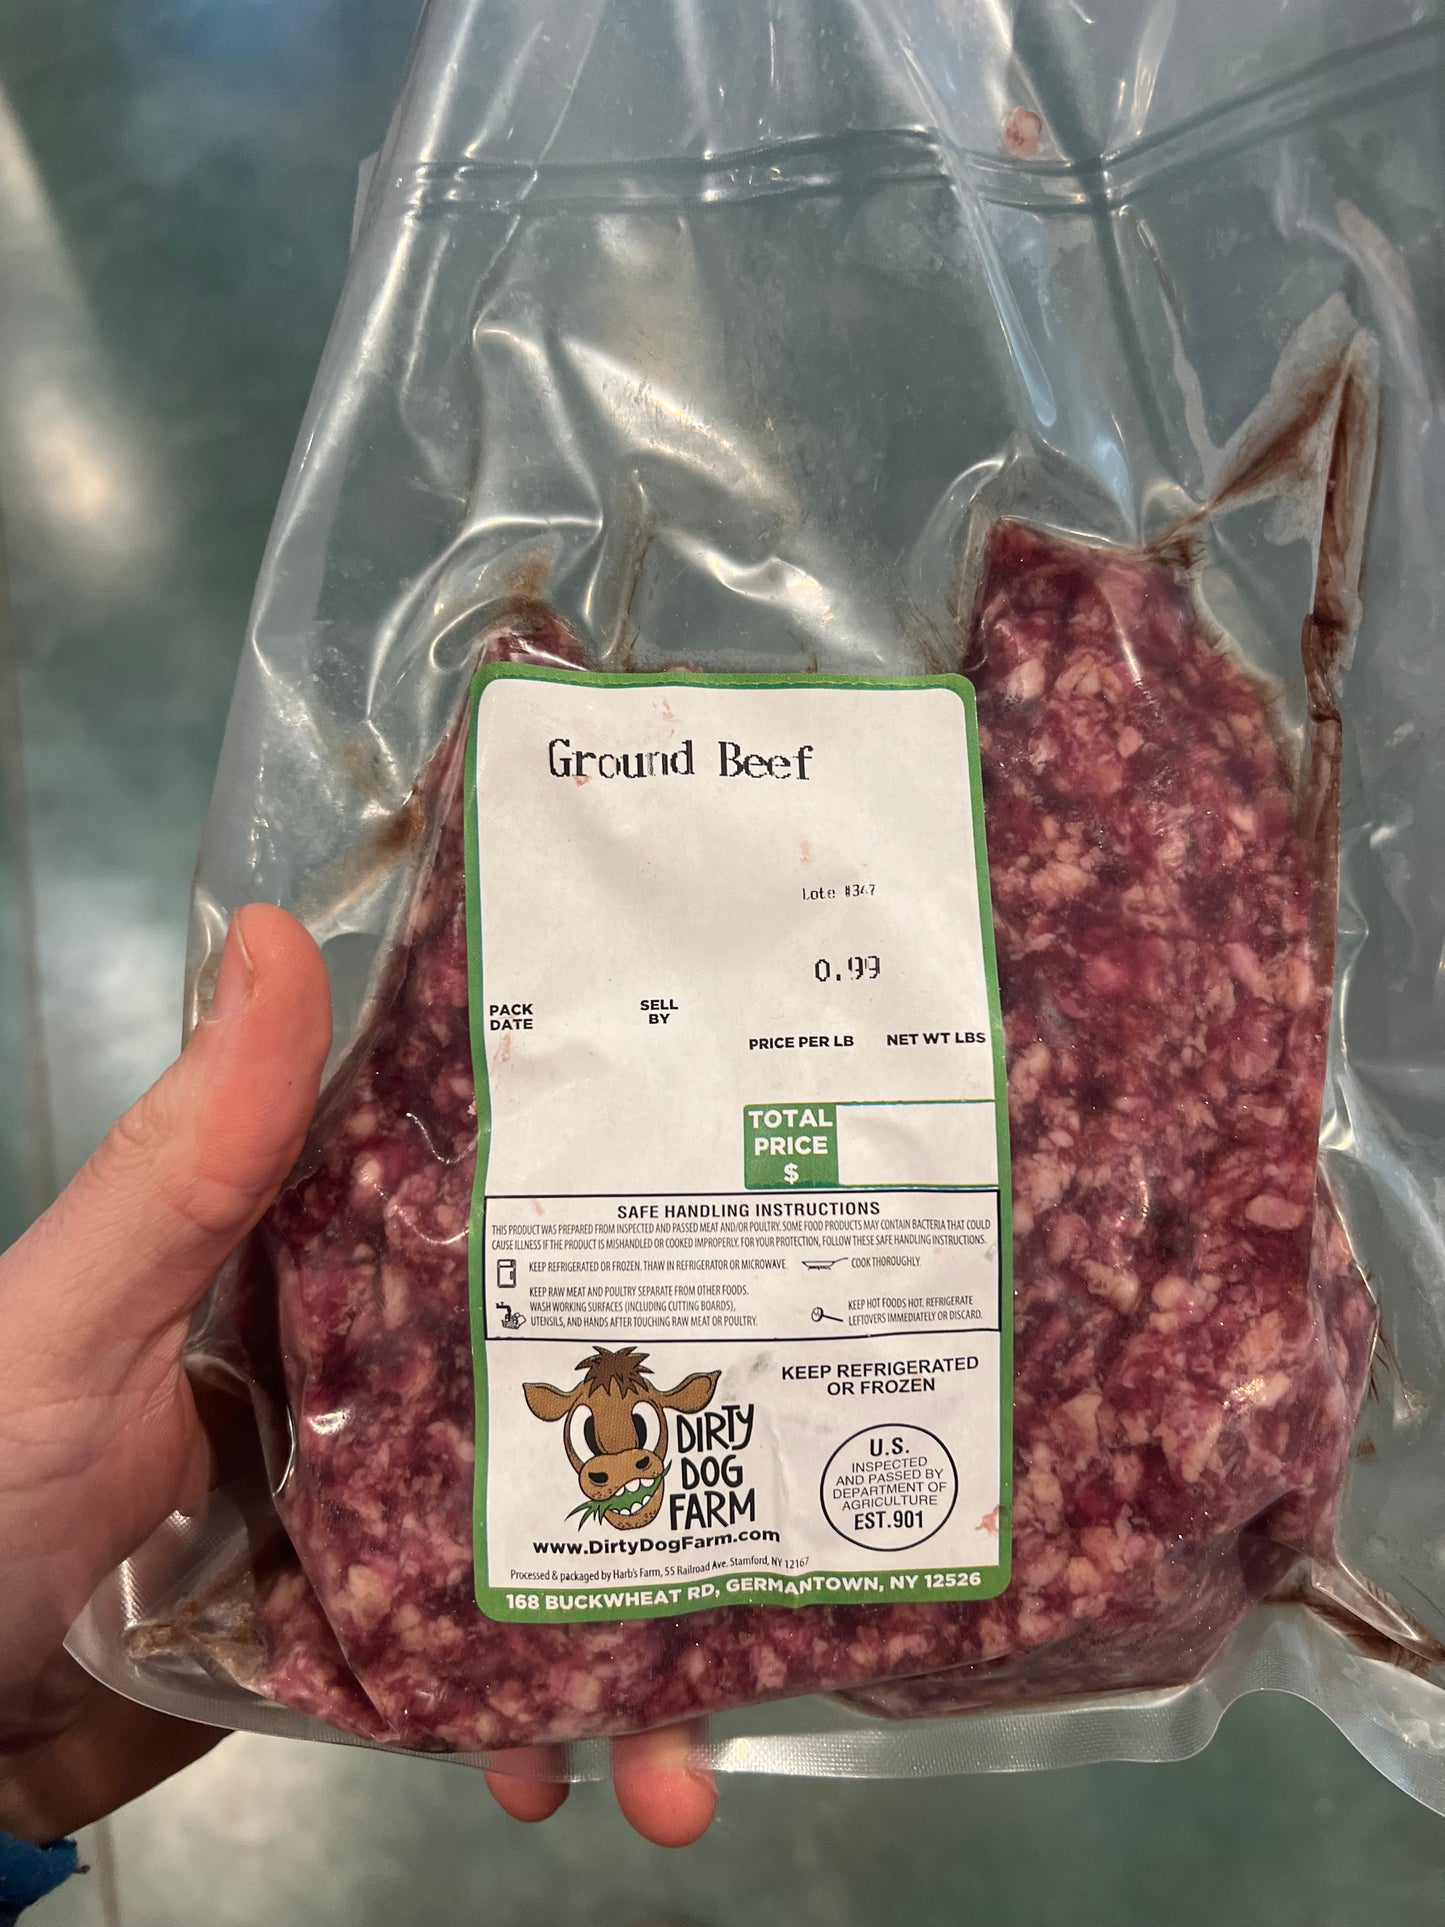 Ground Beef
Lote #367
0.99
PACK
DATE
SELL
BY
PRICE PER LB
NET WT LBS
TOTAL
PRICE
$
SAFE HANDLING INSTRUCTIONS
THIS PRODUCT WAS PREPARED FROM INSPECTED AND PASSED MEAT AND/OR POULTRY. SOME FOOD PRODUCTS MAY CONTAIN BACTERIA THAT COULD
CAUSE ILLNESS IF THE PRODUCT IS MISHANDLED OR COOKED IMPROPERLY. FOR YOUR PROTECTION, FOLLOW THESE SAFE HANDLING INSTRUCTIONS.
KEEP REFRIGERATED OR FROZEN. THAW IN REFRIGERATOR OR MICROWAVE.
COOK THOROUGHLY.
KEEP RAW MEAT AND POULTRY SEPARATE FROM OTHER FOODS.
WASH WORKING SURFACES (INCLUDING CUTTING BOARDS),
UTENSILS, AND HANDS AFTER TOUCHING RAW MEAT OR POULTRY.
KEEP HOT FOODS HOT. REFRIGERATE
LEFTOVERS IMMEDIATELY OR DISCARD.
KEEP REFRIGERATED
OR FROZEN
DIRTY
DOG
FARM
www.DirtyDogFarm.com
U.S.
INSPECTED
AND PASSED BY
DEPARTMENT OF
AGRICULTURE
EST.901
Processed & packaged by Harb's Farm, 55 Railroad Ave. Stamford, NY 12167
168 BUCKWHEAT RD, GERMANTOWN, NY 12526